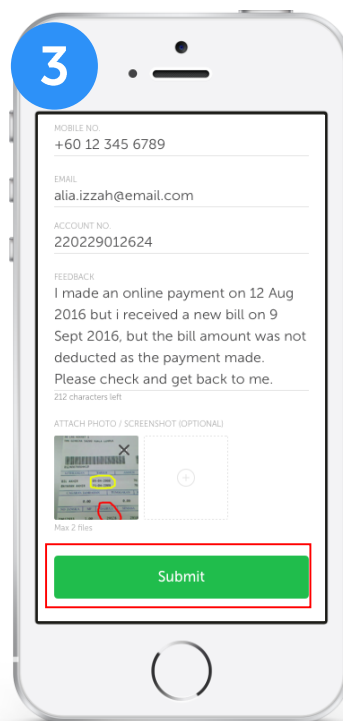 3
MOBILE NO.
+60 12 345 6789
EMAIL
alia.izzah@email.com
ACCOUNT NO.
220229012624
FEEDBACK
I made an online payment on 12 Aug
2016 but i received a new bill on 9
Sept 2016, but the bill amount was not
deducted as the payment made.
Please check and get back to me.
212 characters left
ATTACH PHOTO / SCREENSHOT (OPTIONAL)
Max 2 files
Submit